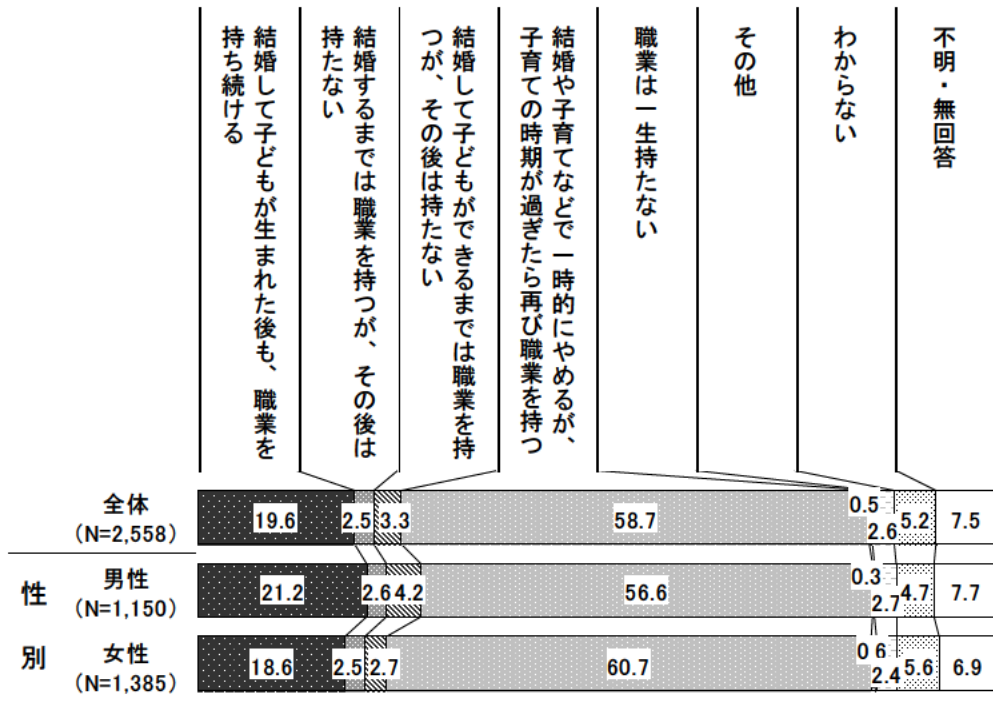 結婚して子どもが生まれた後も、職業を
持ち続ける
結婚するまでは職業を持つが、その後は
持たない
結婚して子どもができるまでは職業を持
つが、その後は持たない
結婚や子育てなどで一時的にやめるが、
子育ての時期が過ぎたら再び職業を持つ
職業は一生持たない
その他
わからない
不明・無回答
全体
（N=2,558）
19.6
2.5
3.3
58.7
0.5
2.6
5.2
7.5
性別
男性
（N=1,150）
21.2
2.6
4.2
56.6
0.3
2.7
4.7
7.7
女性
（N=1,385）
18.6
2.5
2.7
60.7
0.6
2.4
5.6
6.9